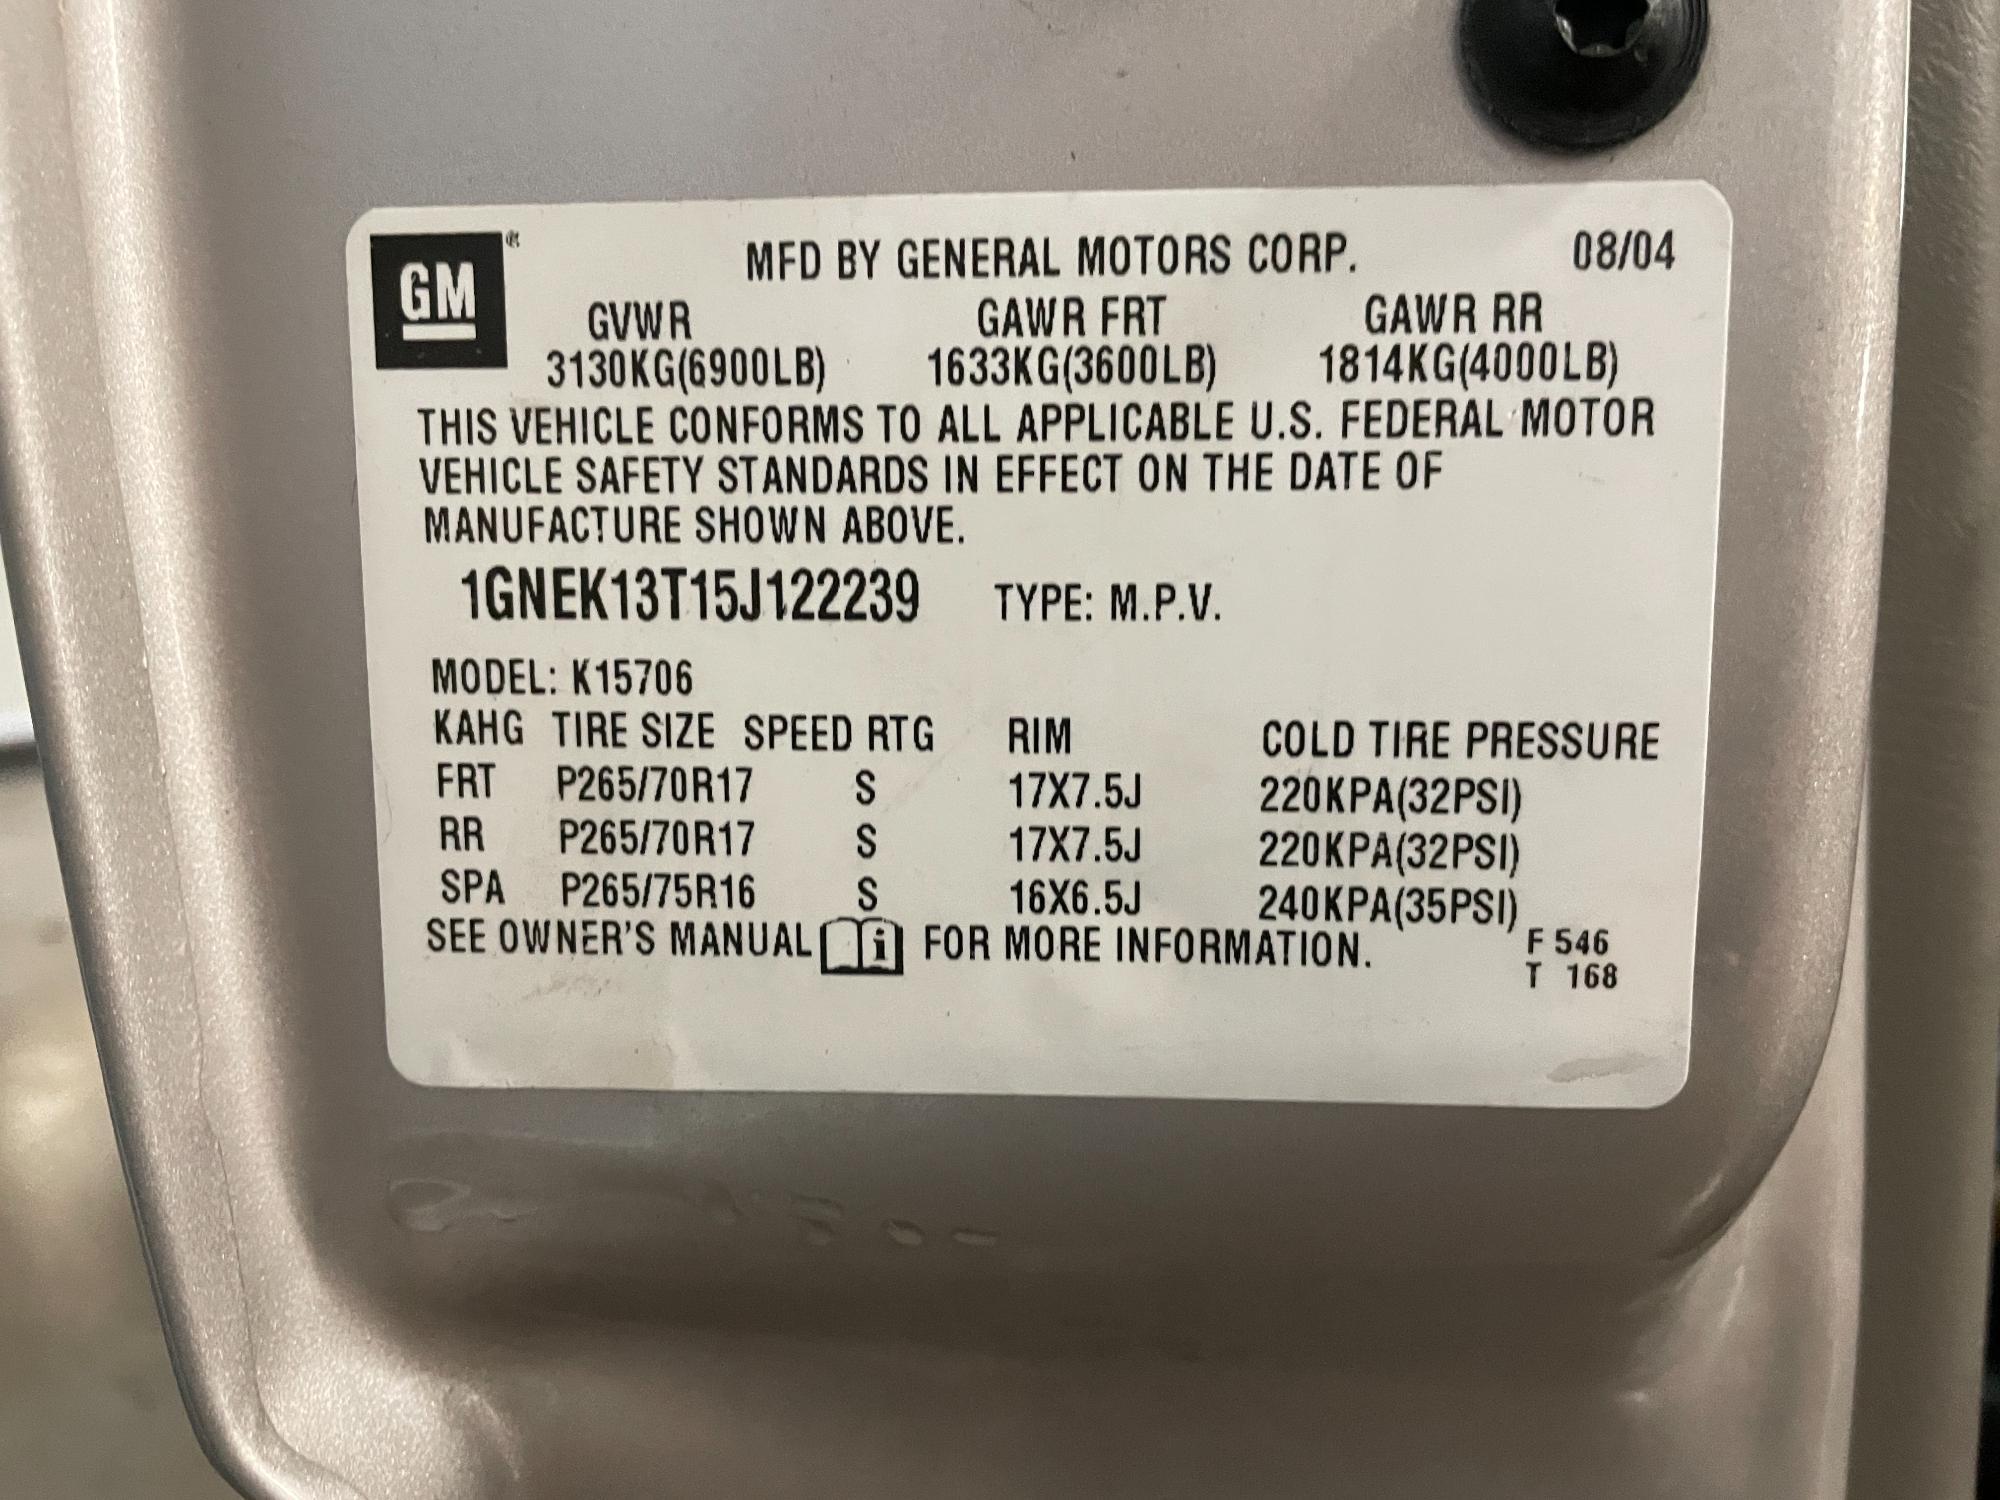 GM®
MFD BY GENERAL MOTORS CORP. 08/04
GVWR GAWR FRT GAWR RR
3130KG(6900LB) 1633KG(3600LB) 1814KG(4000LB)
THIS VEHICLE CONFORMS TO ALL APPLICABLE U.S. FEDERAL MOTOR
VEHICLE SAFETY STANDARDS IN EFFECT ON THE DATE OF
MANUFACTURE SHOWN ABOVE.
1GNEK13T15J122239 TYPE: M.P.V.
MODEL: K15706
KAHG TIRE SIZE SPEED RTG RIM COLD TIRE PRESSURE
FRT P265/70R17 S 17X7.5J 220KPA(32PSI)
RR P265/70R17 S 17X7.5J 220KPA(32PSI)
SPA P265/75R16 S 16X6.5J 240KPA(35PSI)
SEE OWNER'S MANUAL i FOR MORE INFORMATION. F 546
T 168